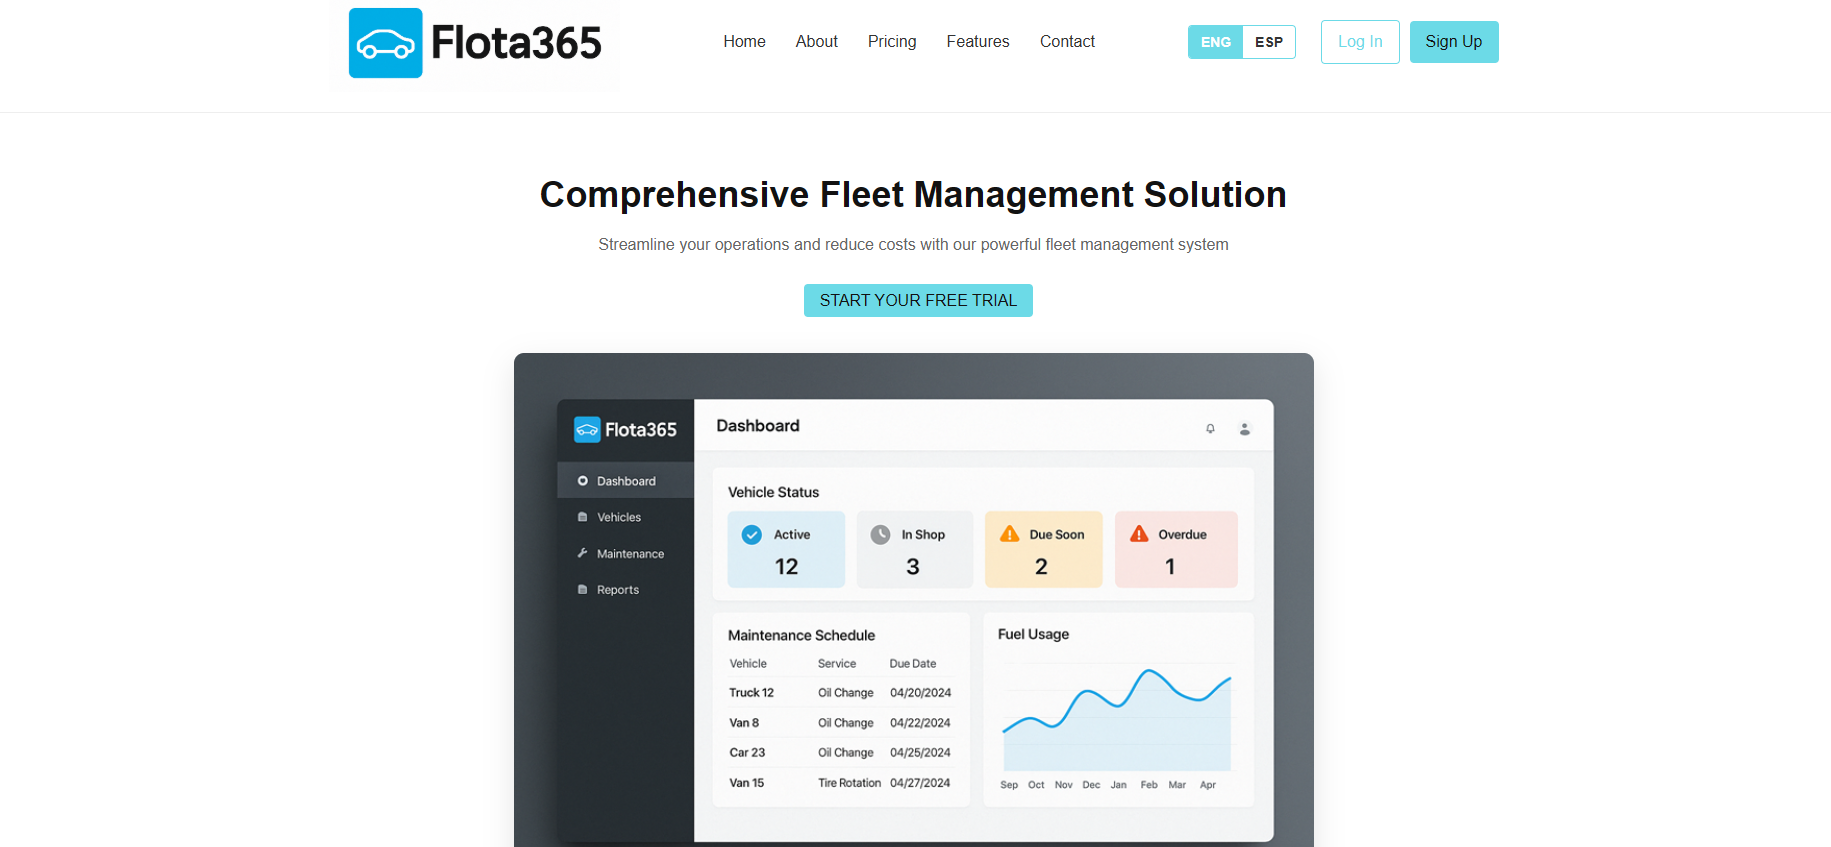 Flota365 Home About Pricing Features Contact ENG ESP Log In Sign Up
Comprehensive Fleet Management Solution
Streamline your operations and reduce costs with our powerful fleet management system
START YOUR FREE TRIAL
Flota365
Dashboard
Vehicles
Maintenance
Reports
Dashboard
Vehicle Status
Active In Shop Due Soon Overdue
12 3 2 1
Maintenance Schedule
Vehicle Service Due Date
Truck 12 Oil Change 04/20/2024
Van 8 Oil Change 04/22/2024
Car 23 Oil Change 04/25/2024
Van 15 Tire Rotation 04/27/2024
Fuel Usage
Sep Oct Nov Dec Jan Feb Mar Apr